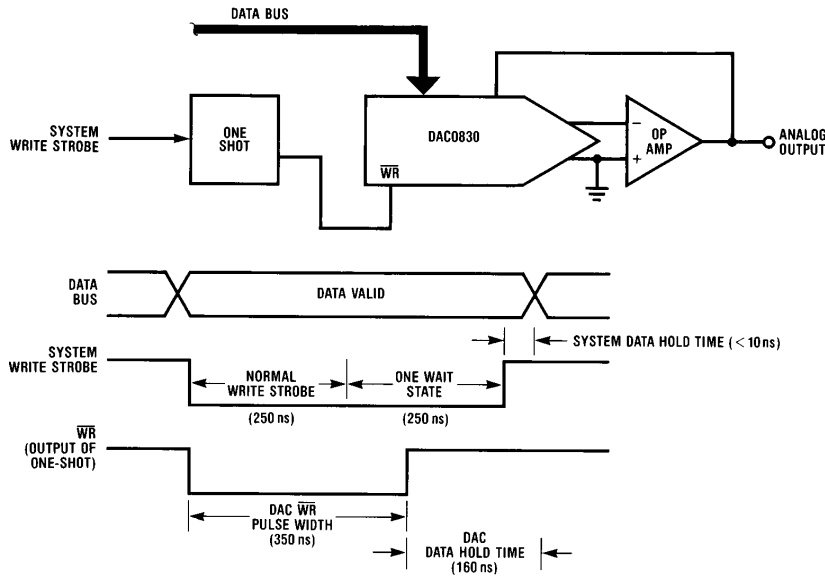 DATA BUS
SYSTEM
WRITE STROBE
ONE
SHOT
DAC0830
WR
OP
AMP
−
+
ANALOG
OUTPUT
DATA
BUS
DATA VALID
SYSTEM DATA HOLD TIME (<10 ns)
SYSTEM
WRITE STROBE
NORMAL
WRITE STROBE
(250 ns)
ONE WAIT
STATE
(250 ns)
WR
(OUTPUT OF
ONE-SHOT)
DAC WR
PULSE WIDTH
(350 ns)
DAC
DATA HOLD TIME
(160 ns)